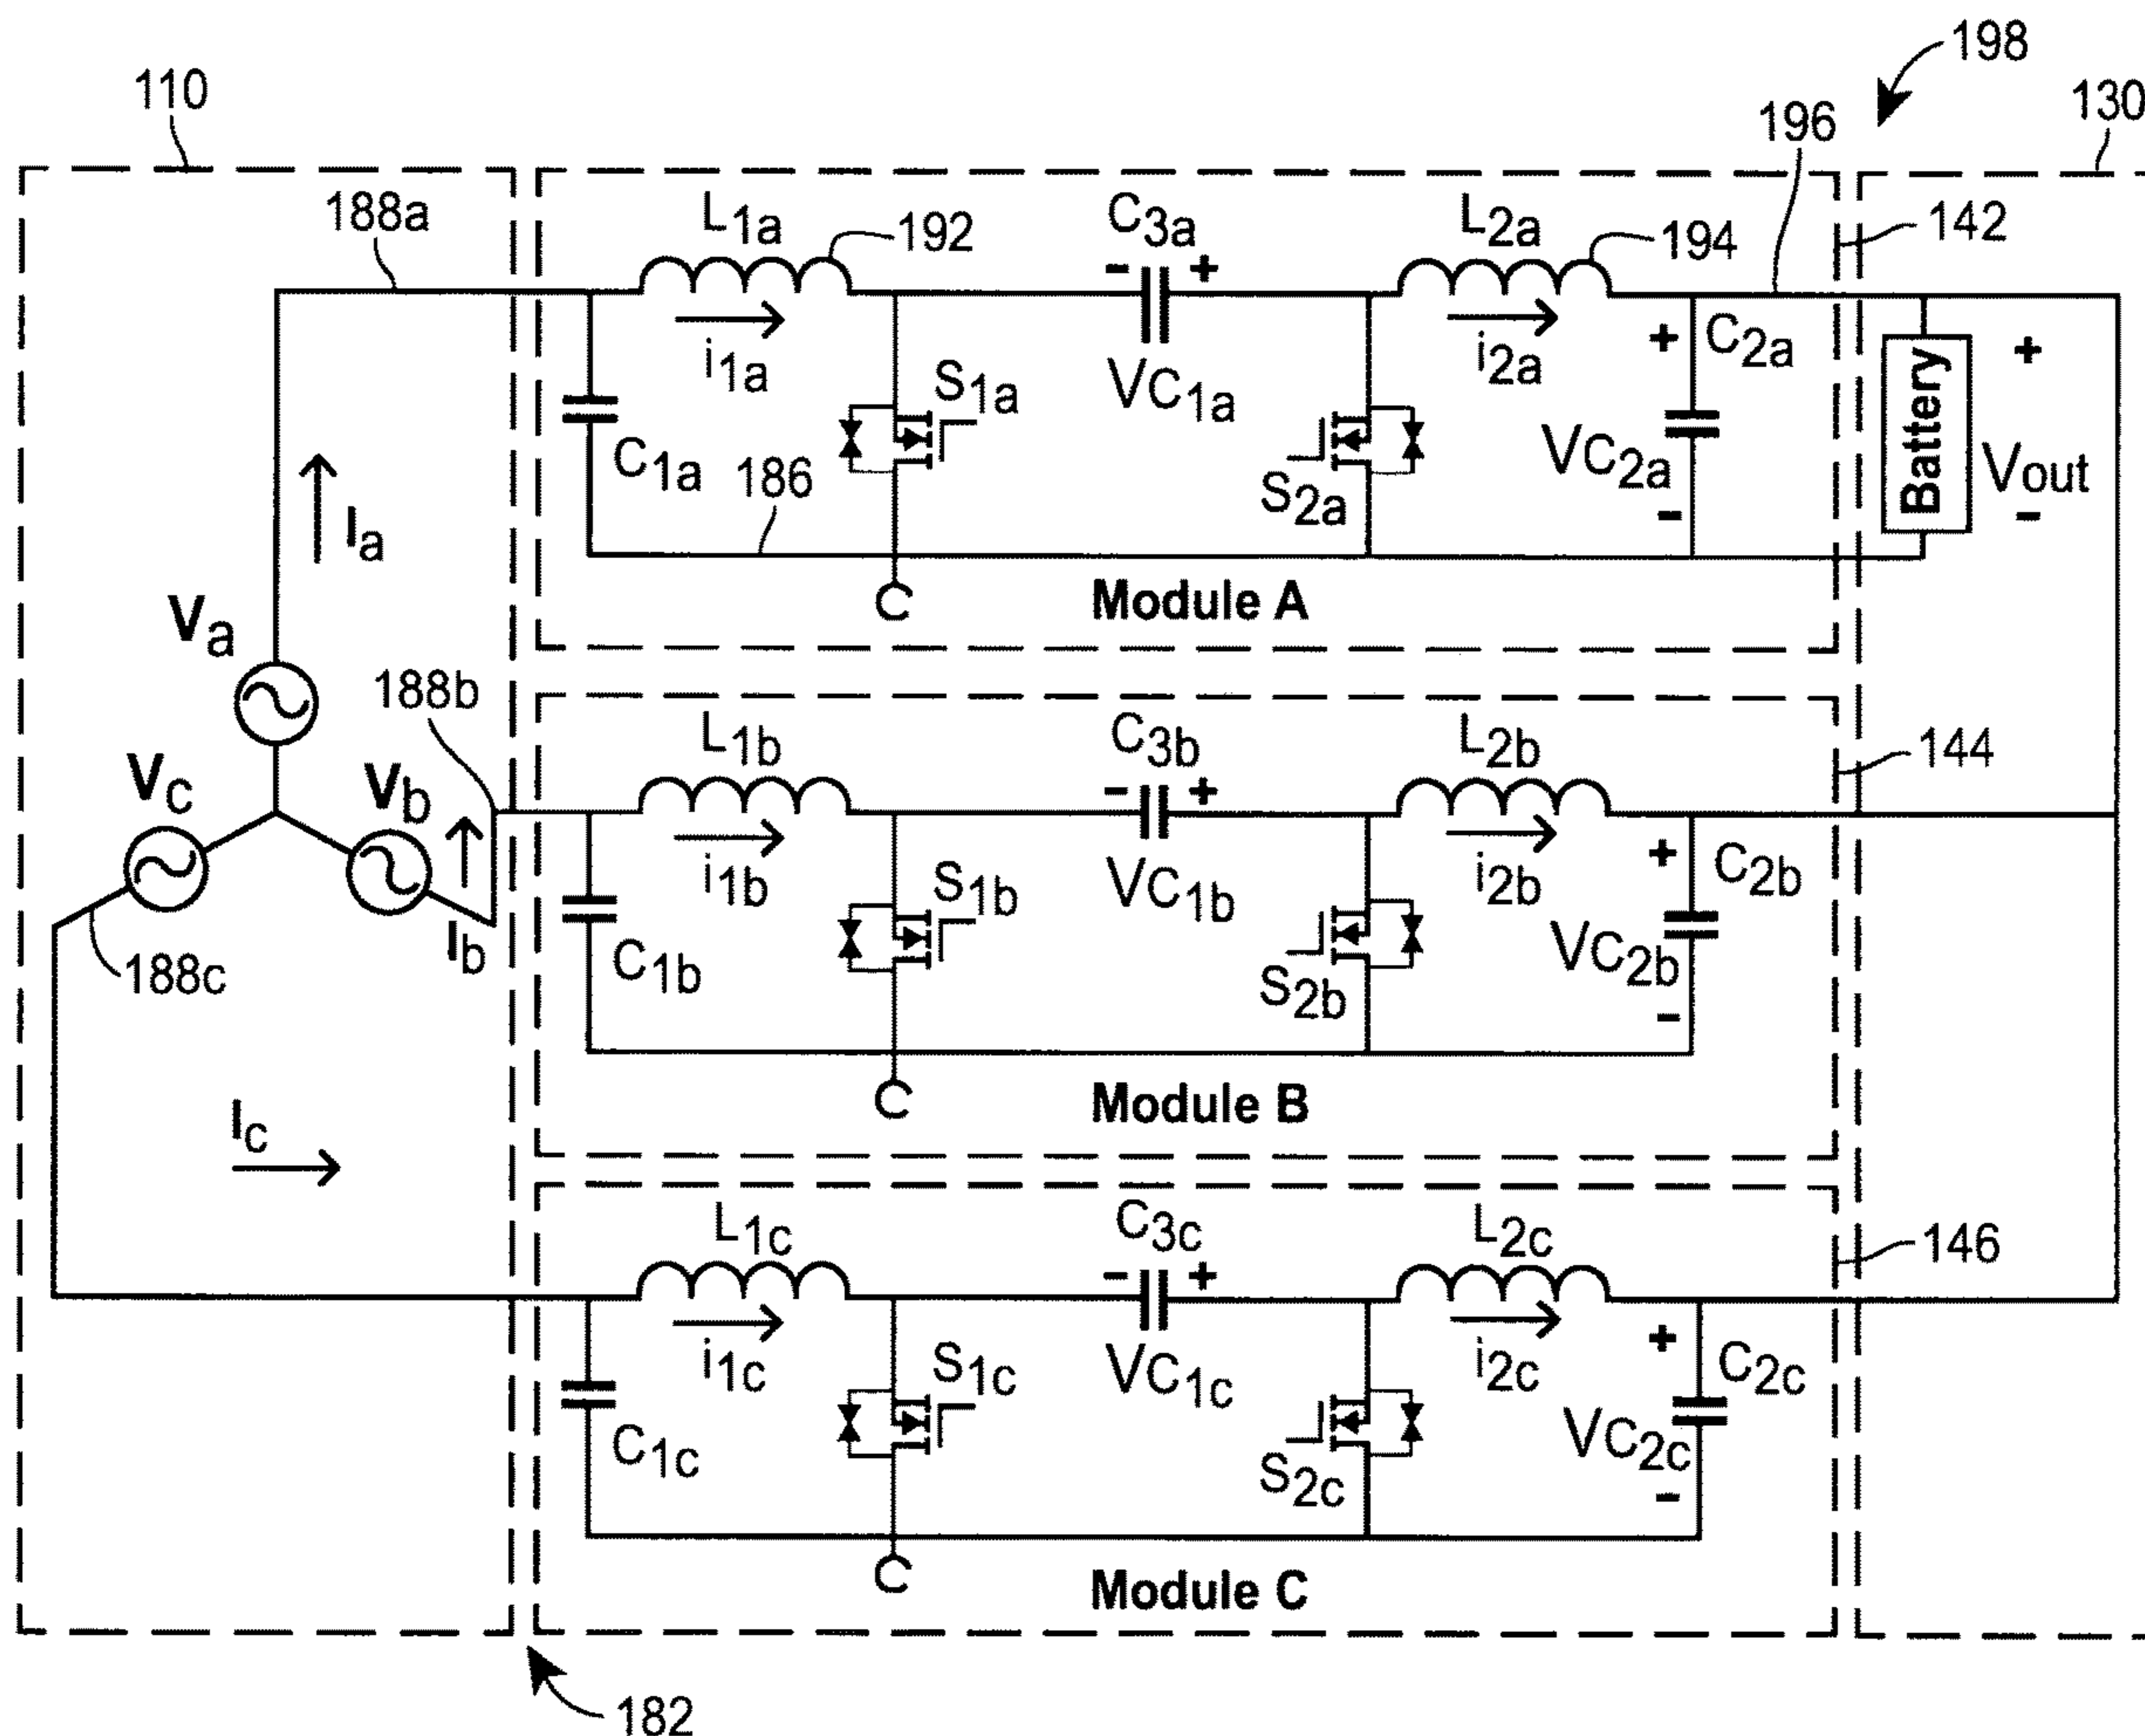 198
110
130
196
188a
L1a
192
C3a
L2a
194
142
- +
i1a
VC1a
i2a
+ C2a
+
S1a
C1a
186
S2a
VC2a
Battery
Vout
-
-
Ia
C
Module A
Va
188b
L1b
C3b
L2b
144
Vc
Vb
- +
i1b
VC1b
i2b
+ C2b
S1b
Ib
188c
C1b
S2b
VC2b
-
C
Module B
Ic
L1c
C3c
L2c
146
- +
i1c
VC1c
i2c
+ C2c
S1c
C1c
S2c
VC2c
-
C
Module C
182